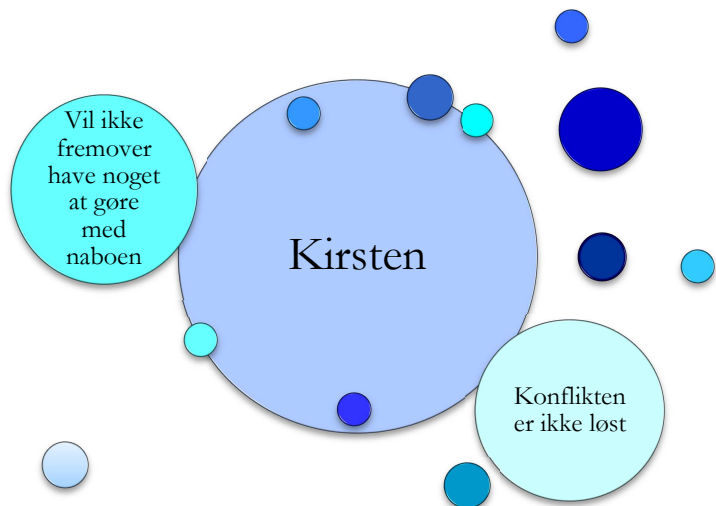 Vil ikke
fremover
have noget
at gøre
med
naboen
Kirsten
Konflikten
er ikke løst